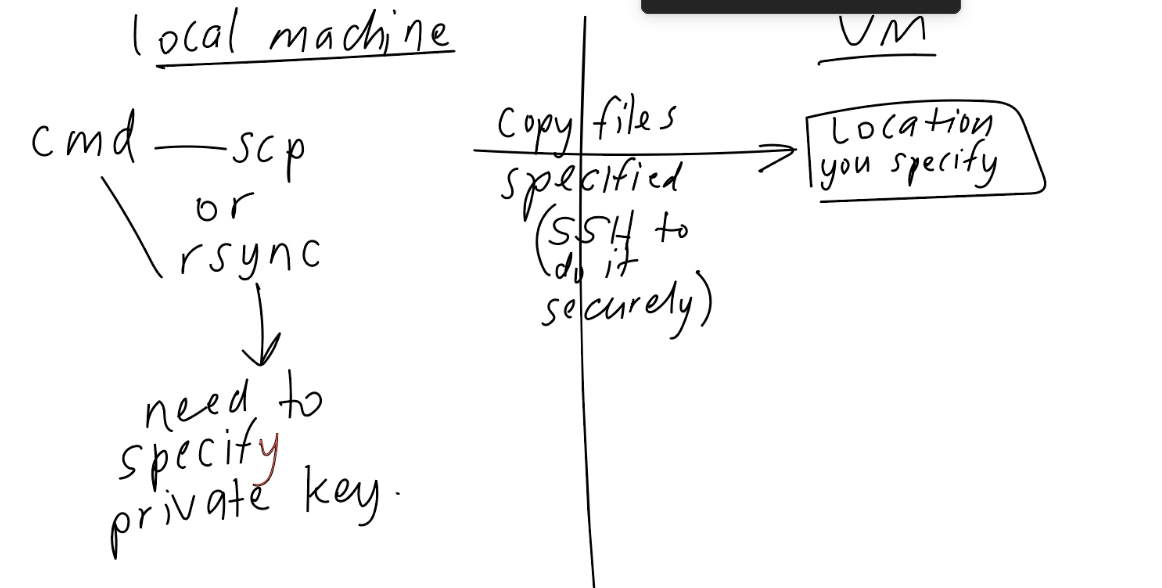 local machine
VM
cmd — scp
or
rsync
need to
specify
private key.
copy files
specified
(SSH to
do it
securely)
Location
you specify